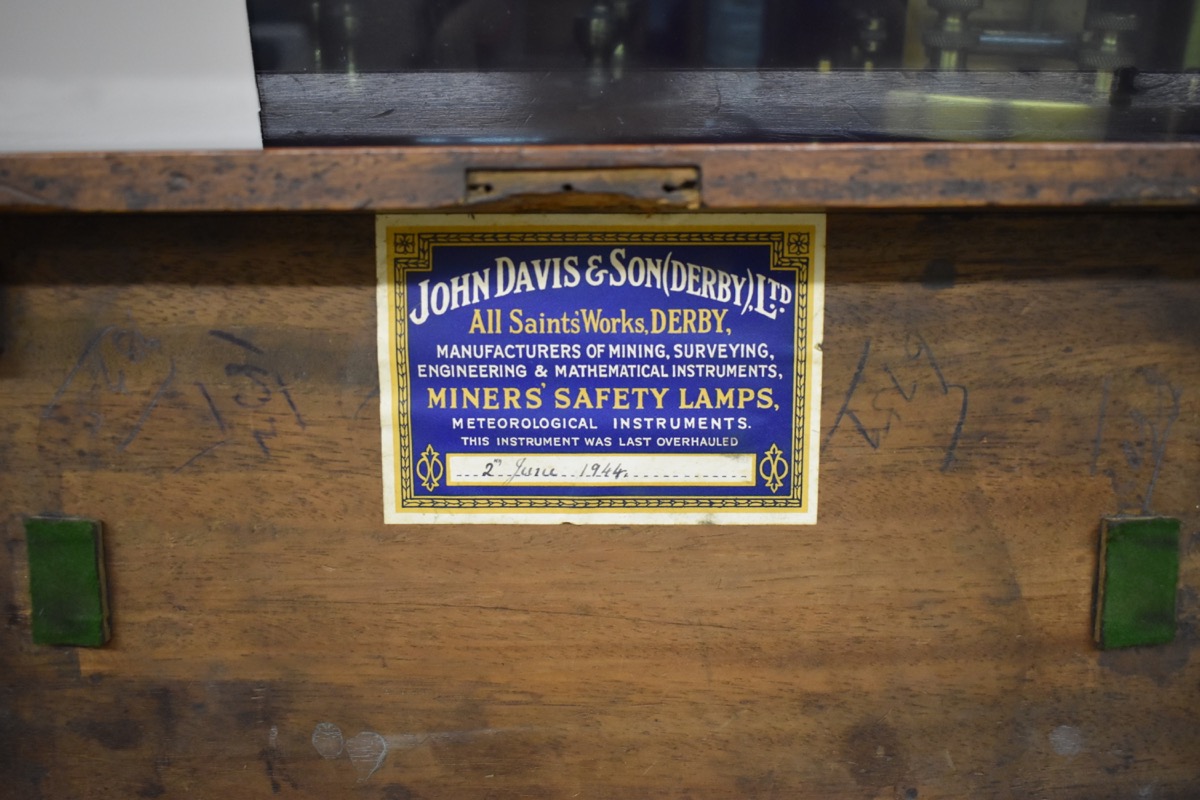 JOHN DAVIS & SON (DERBY), LTD.
All Saints' Works, DERBY,
MANUFACTURERS OF MINING, SURVEYING,
ENGINEERING & MATHEMATICAL INSTRUMENTS,
MINERS' SAFETY LAMPS,
METEOROLOGICAL INSTRUMENTS.
THIS INSTRUMENT WAS LAST OVERHAULED
2nd June 1944.